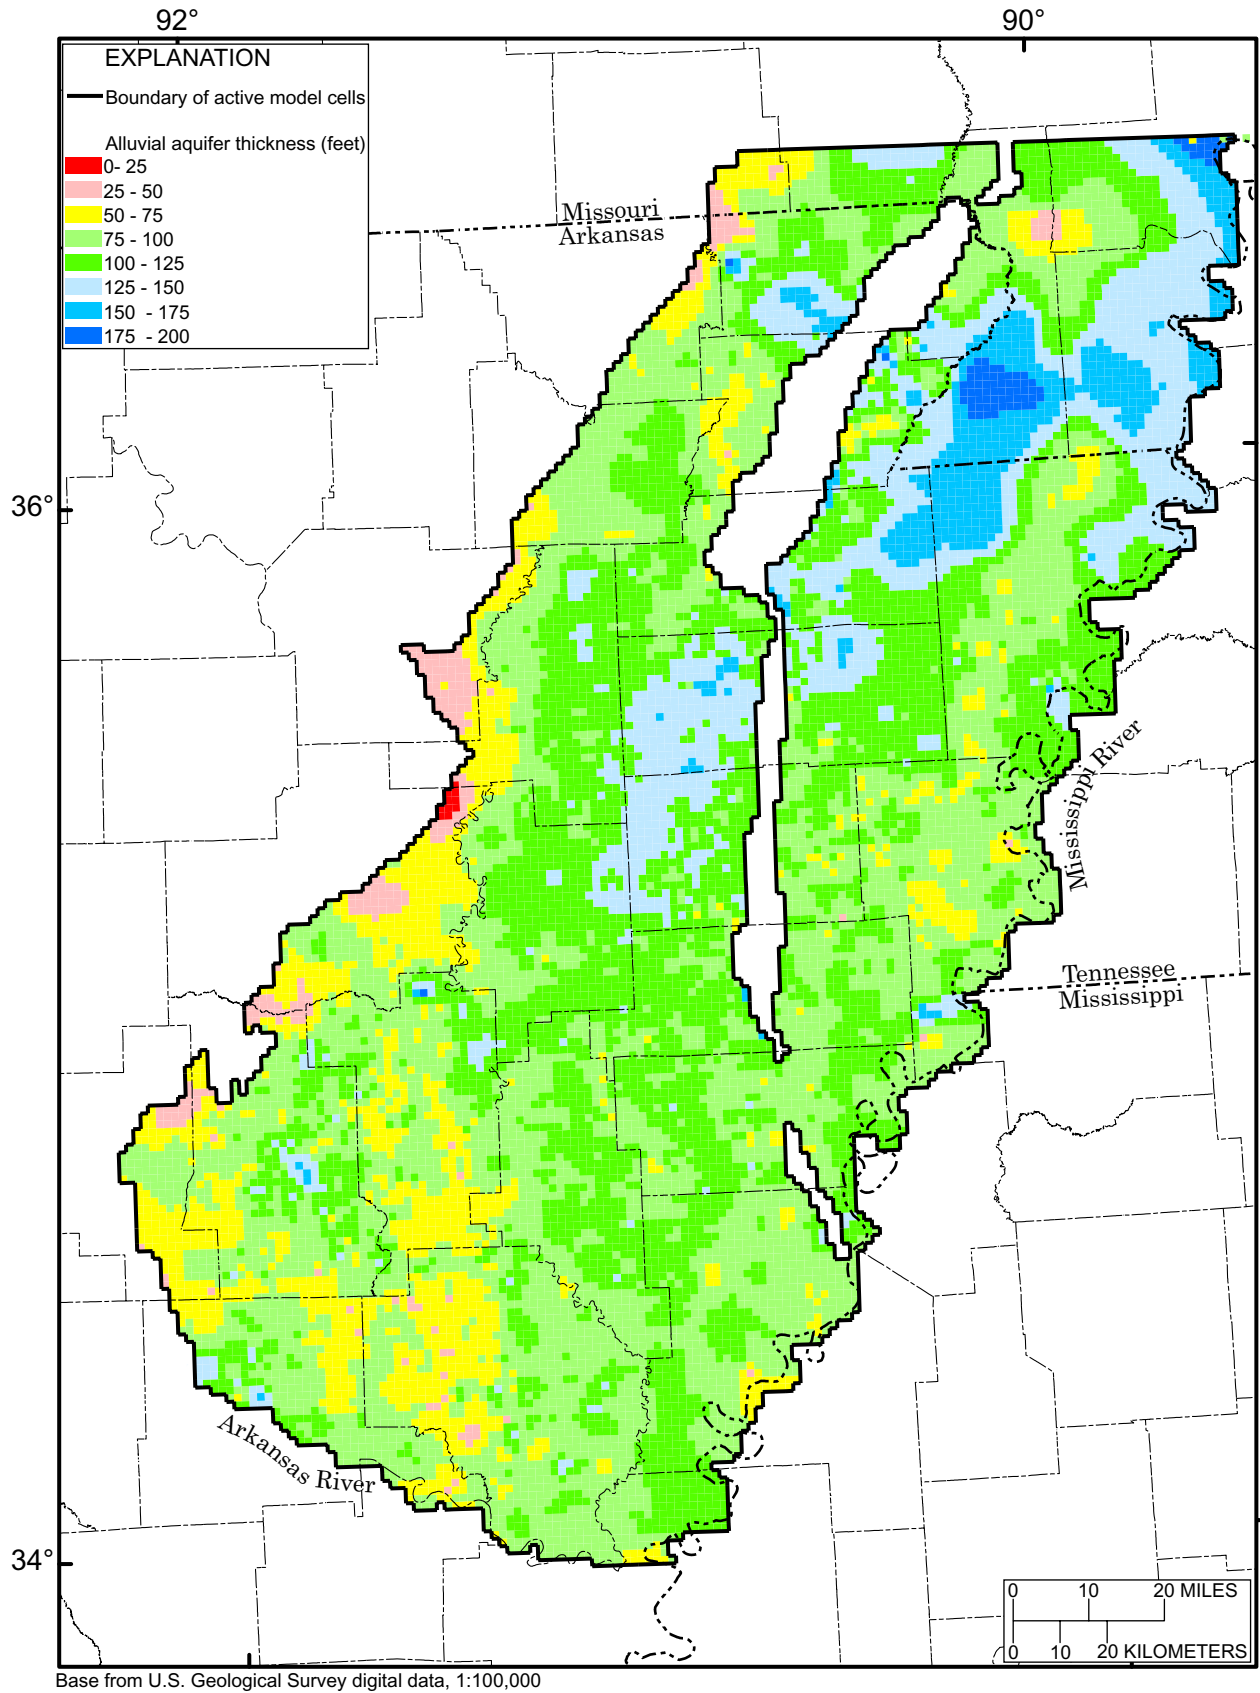 92°
90°
EXPLANATION
Boundary of active model cells
Alluvial aquifer thickness (feet)
0- 25
25 - 50
50 - 75
75 - 100
100 - 125
125 - 150
150 - 175
175 - 200
Missouri
Arkansas
36°
Mississippi River
Tennessee
Mississippi
Arkansas River
34°
0 10 20 MILES
0 10 20 KILOMETERS
Base from U.S. Geological Survey digital data, 1:100,000